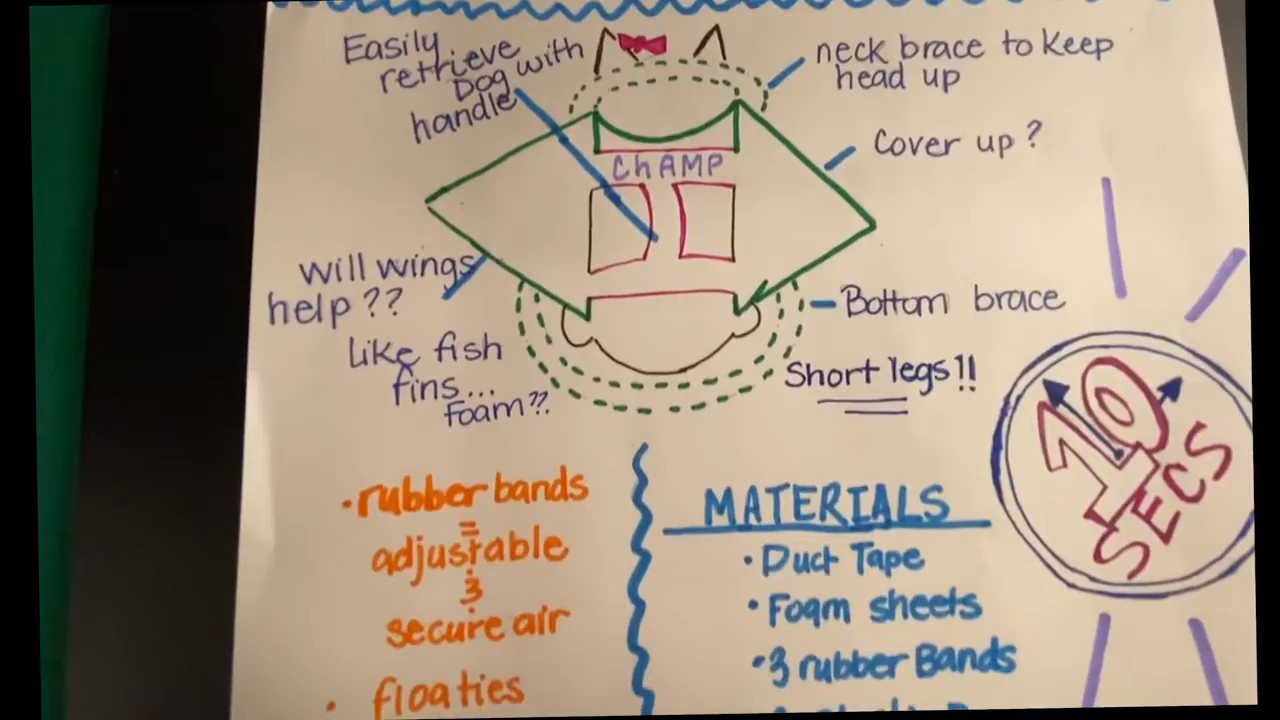 Easily
retrieve
Dog with
handle
neck brace to keep
head up
Cover up?
ChAMP
will wings
help??
Like fish
fins...
foam??
Bottom brace
Short legs!!
10
SECS
• rubber bands
=
adjustable
&
secure air
• floaties
MATERIALS
• Duct Tape
• Foam sheets
• 3 rubber Bands